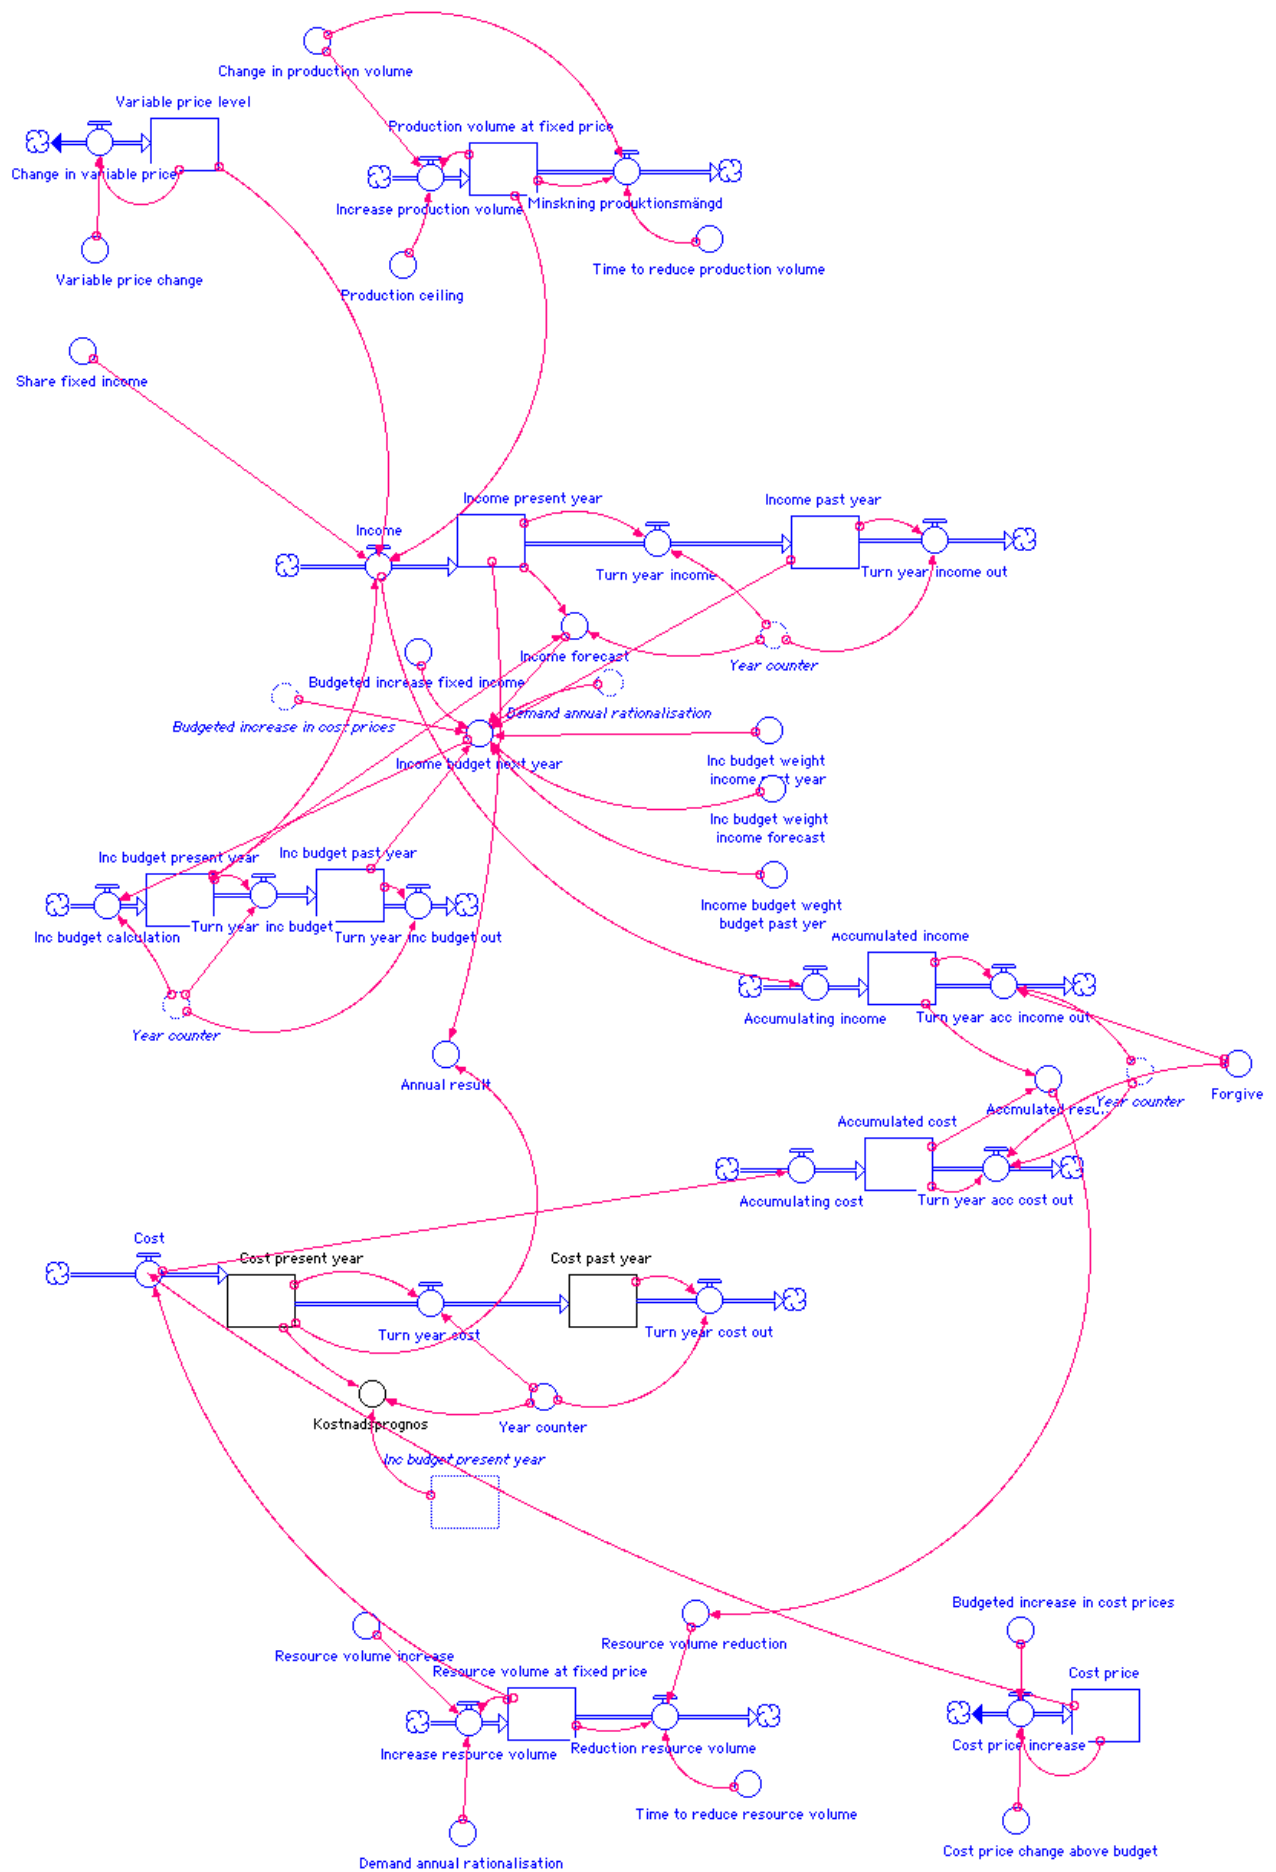 Change in production volume
Variable price level
Production volume at fixed price
Change in variable price
Increase production volume
Minskning produktionsmängd
Variable price change
Production ceiling
Time to reduce production volume
Share fixed income
Income present year
Income past year
Income
Turn year income
Turn year income out
Income forecast
Year counter
Budgeted increase fixed income
Budgeted increase in cost prices
Demand annual rationalisation
Income budget next year
Inc budget weight
income past year
Inc budget weight
income forecast
Inc budget present year
Inc budget past year
Income budget weght
budget past yer
Inc budget calculation
Turn year inc budget
Turn year inc budget out
Accumulated income
Year counter
Accumulating income
Turn year acc income out
Annual result
Accmulated resu...
Year counter
Forgive
Accumulated cost
Accumulating cost
Turn year acc cost out
Cost
Cost present year
Cost past year
Turn year cost
Turn year cost out
Kostnadsprognos
Year counter
Inc budget present year
Budgeted increase in cost prices
Resource volume increase
Resource volume reduction
Resource volume at fixed price
Cost price
Increase resource volume
Reduction resource volume
Cost price increase
Time to reduce resource volume
Demand annual rationalisation
Cost price change above budget